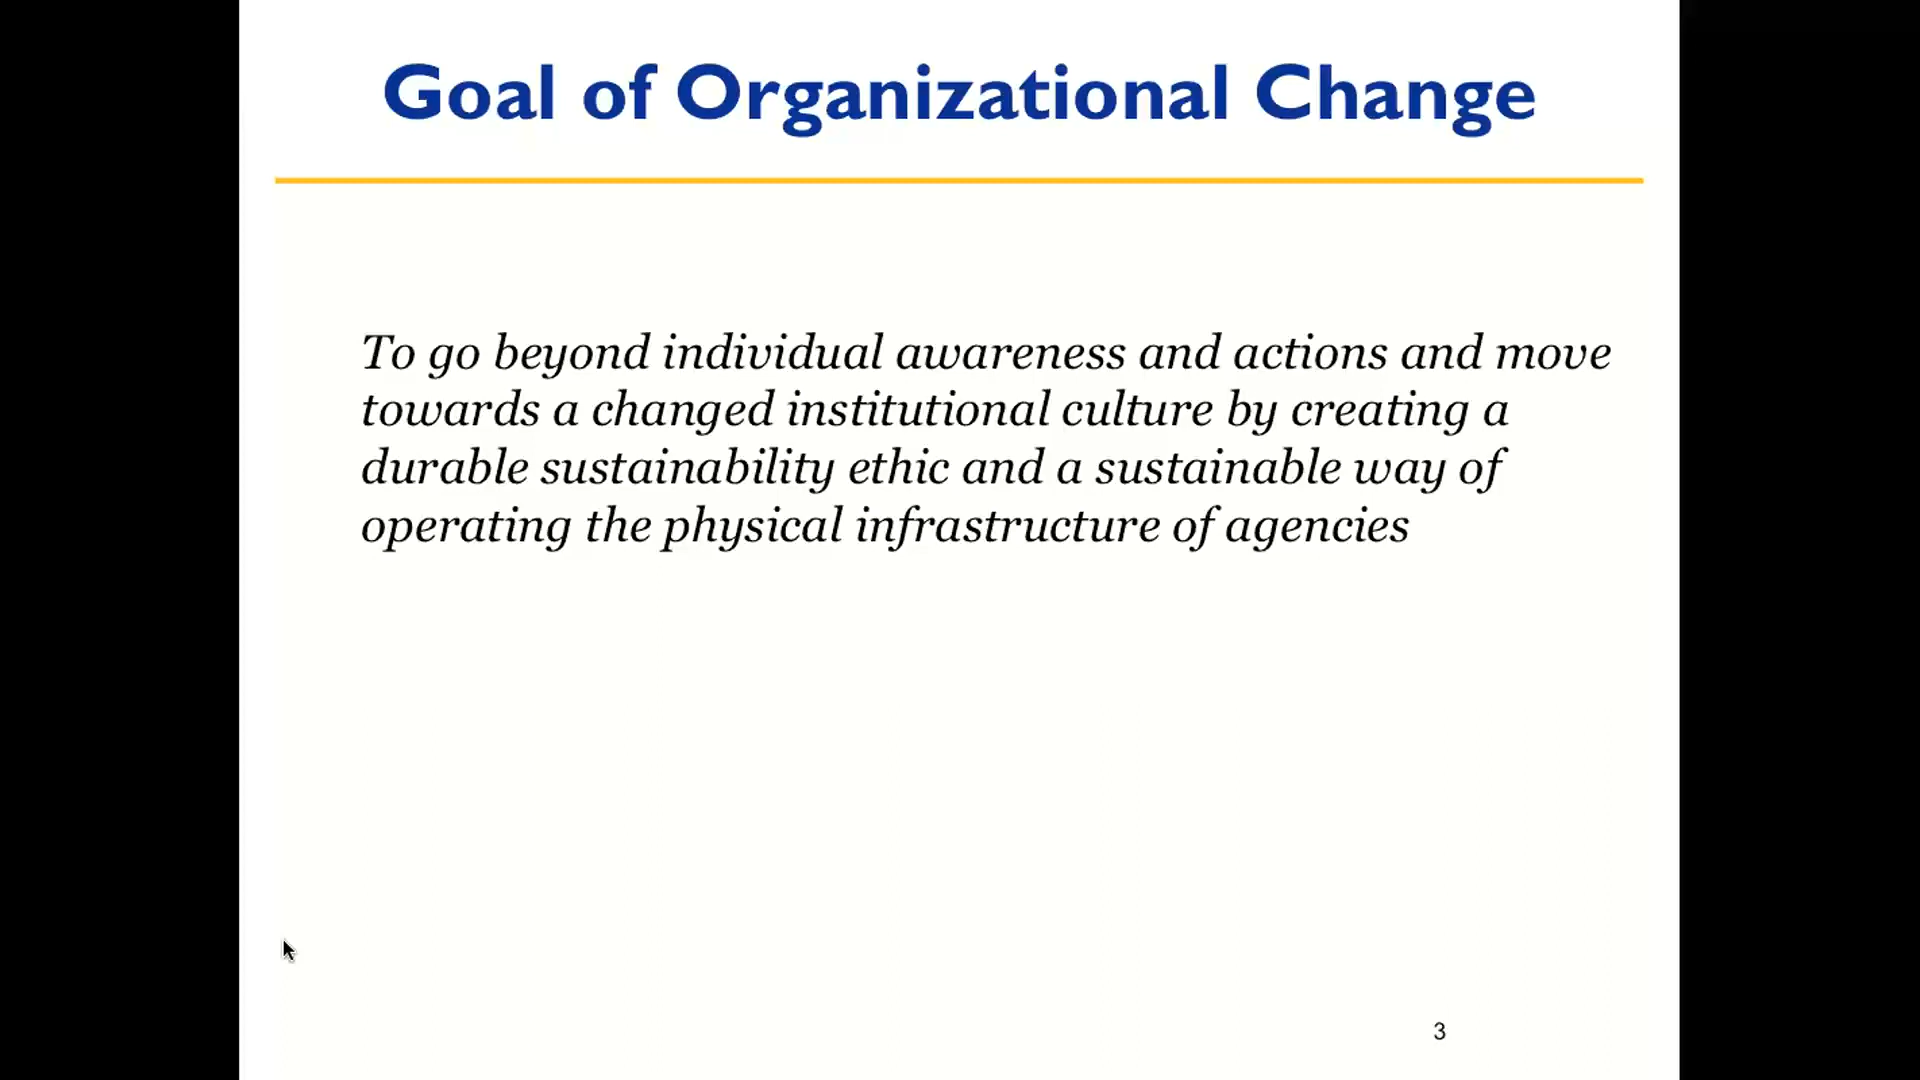 Goal of Organizational Change
To go beyond individual awareness and actions and move
towards a changed institutional culture by creating a
durable sustainability ethic and a sustainable way of
operating the physical infrastructure of agencies
3